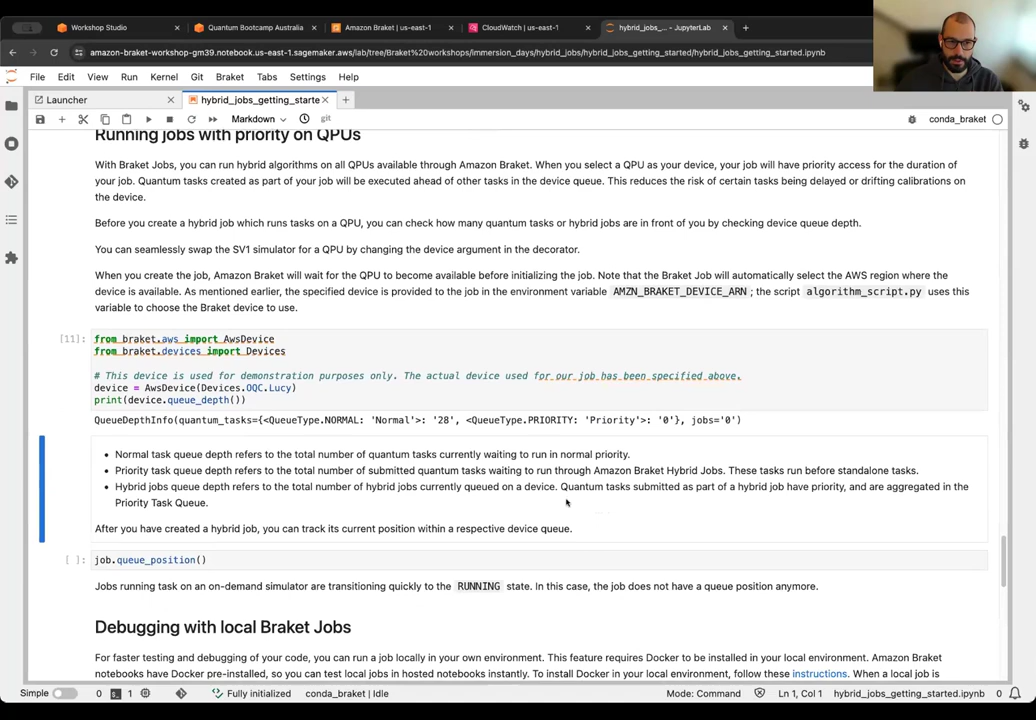 Workshop Studio
Quantum Bootcamp Australia
Amazon Braket | us-east-1
CloudWatch | us-east-1
hybrid_jobs_... - JupyterLab
amazon-braket-workshop-gm39.notebook.us-east-1.sagemaker.aws/lab/tree/Braket%20workshops/immersion_days/hybrid_jobs/hybrid_jobs_getting_started/hybrid_jobs_getting_started.ipynb
File Edit View Run Kernel Git Braket Tabs Settings Help
Launcher
hybrid_jobs_getting_starte
Markdown
git
conda_braket
Running jobs with priority on QPUs
With Braket Jobs, you can run hybrid algorithms on all QPUs available through Amazon Braket. When you select a QPU as your device, your job will have priority access for the duration of
your job. Quantum tasks created as part of your job will be executed ahead of other tasks in the device queue. This reduces the risk of certain tasks being delayed or drifting calibrations on
the device.
Before you create a hybrid job which runs tasks on a QPU, you can check how many quantum tasks or hybrid jobs are in front of you by checking device queue depth.
You can seamlessly swap the SV1 simulator for a QPU by changing the device argument in the decorator.
When you create the job, Amazon Braket will wait for the QPU to become available before initializing the job. Note that the Braket Job will automatically select the AWS region where the
device is available. As mentioned earlier, the specified device is provided to the job in the environment variable AMZN_BRAKET_DEVICE_ARN ; the script algorithm_script.py uses this
variable to choose the Braket device to use.
[11]: from braket.aws import AwsDevice
from braket.devices import Devices
# This device is used for demonstration purposes only. The actual device used for our job has been specified above.
device = AwsDevice(Devices.OQC.Lucy)
print(device.queue_depth())
QueueDepthInfo(quantum_tasks={<QueueType.NORMAL: 'Normal'>: '28', <QueueType.PRIORITY: 'Priority'>: '0'}, jobs='0')
• Normal task queue depth refers to the total number of quantum tasks currently waiting to run in normal priority.
• Priority task queue depth refers to the total number of submitted quantum tasks waiting to run through Amazon Braket Hybrid Jobs. These tasks run before standalone tasks.
• Hybrid jobs queue depth refers to the total number of hybrid jobs currently queued on a device. Quantum tasks submitted as part of a hybrid job have priority, and are aggregated in the
Priority Task Queue.
After you have created a hybrid job, you can track its current position within a respective device queue.
[ ]: job.queue_position()
Jobs running task on an on-demand simulator are transitioning quickly to the RUNNING state. In this case, the job does not have a queue position anymore.
Debugging with local Braket Jobs
For faster testing and debugging of your code, you can run a job locally in your own environment. This feature requires Docker to be installed in your local environment. Amazon Braket
notebooks have Docker pre-installed, so you can test local jobs in hosted notebooks instantly. To install Docker in your local environment, follow these instructions. When a local job is
Simple 0 1 Fully initialized conda_braket | Idle Mode: Command Ln 1, Col 1 hybrid_jobs_getting_started.ipynb 0